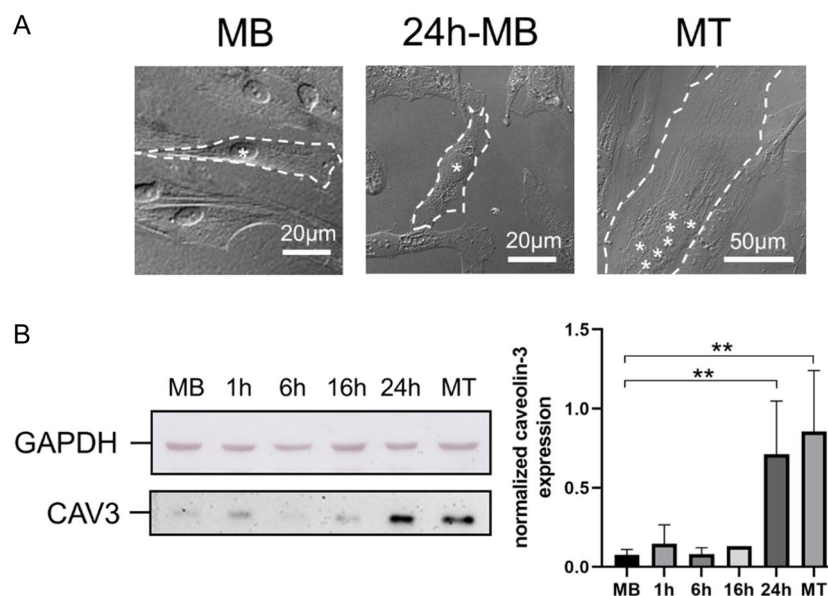 A
MB 24h-MB MT
*
*
* * * * * * *
20µm 20µm 50µm
B
MB 1h 6h 16h 24h MT
GAPDH
CAV3
normalized caveolin-3
expression
1.5
1.0
0.5
0.0
**
**
MB 1h 6h 16h 24h MT